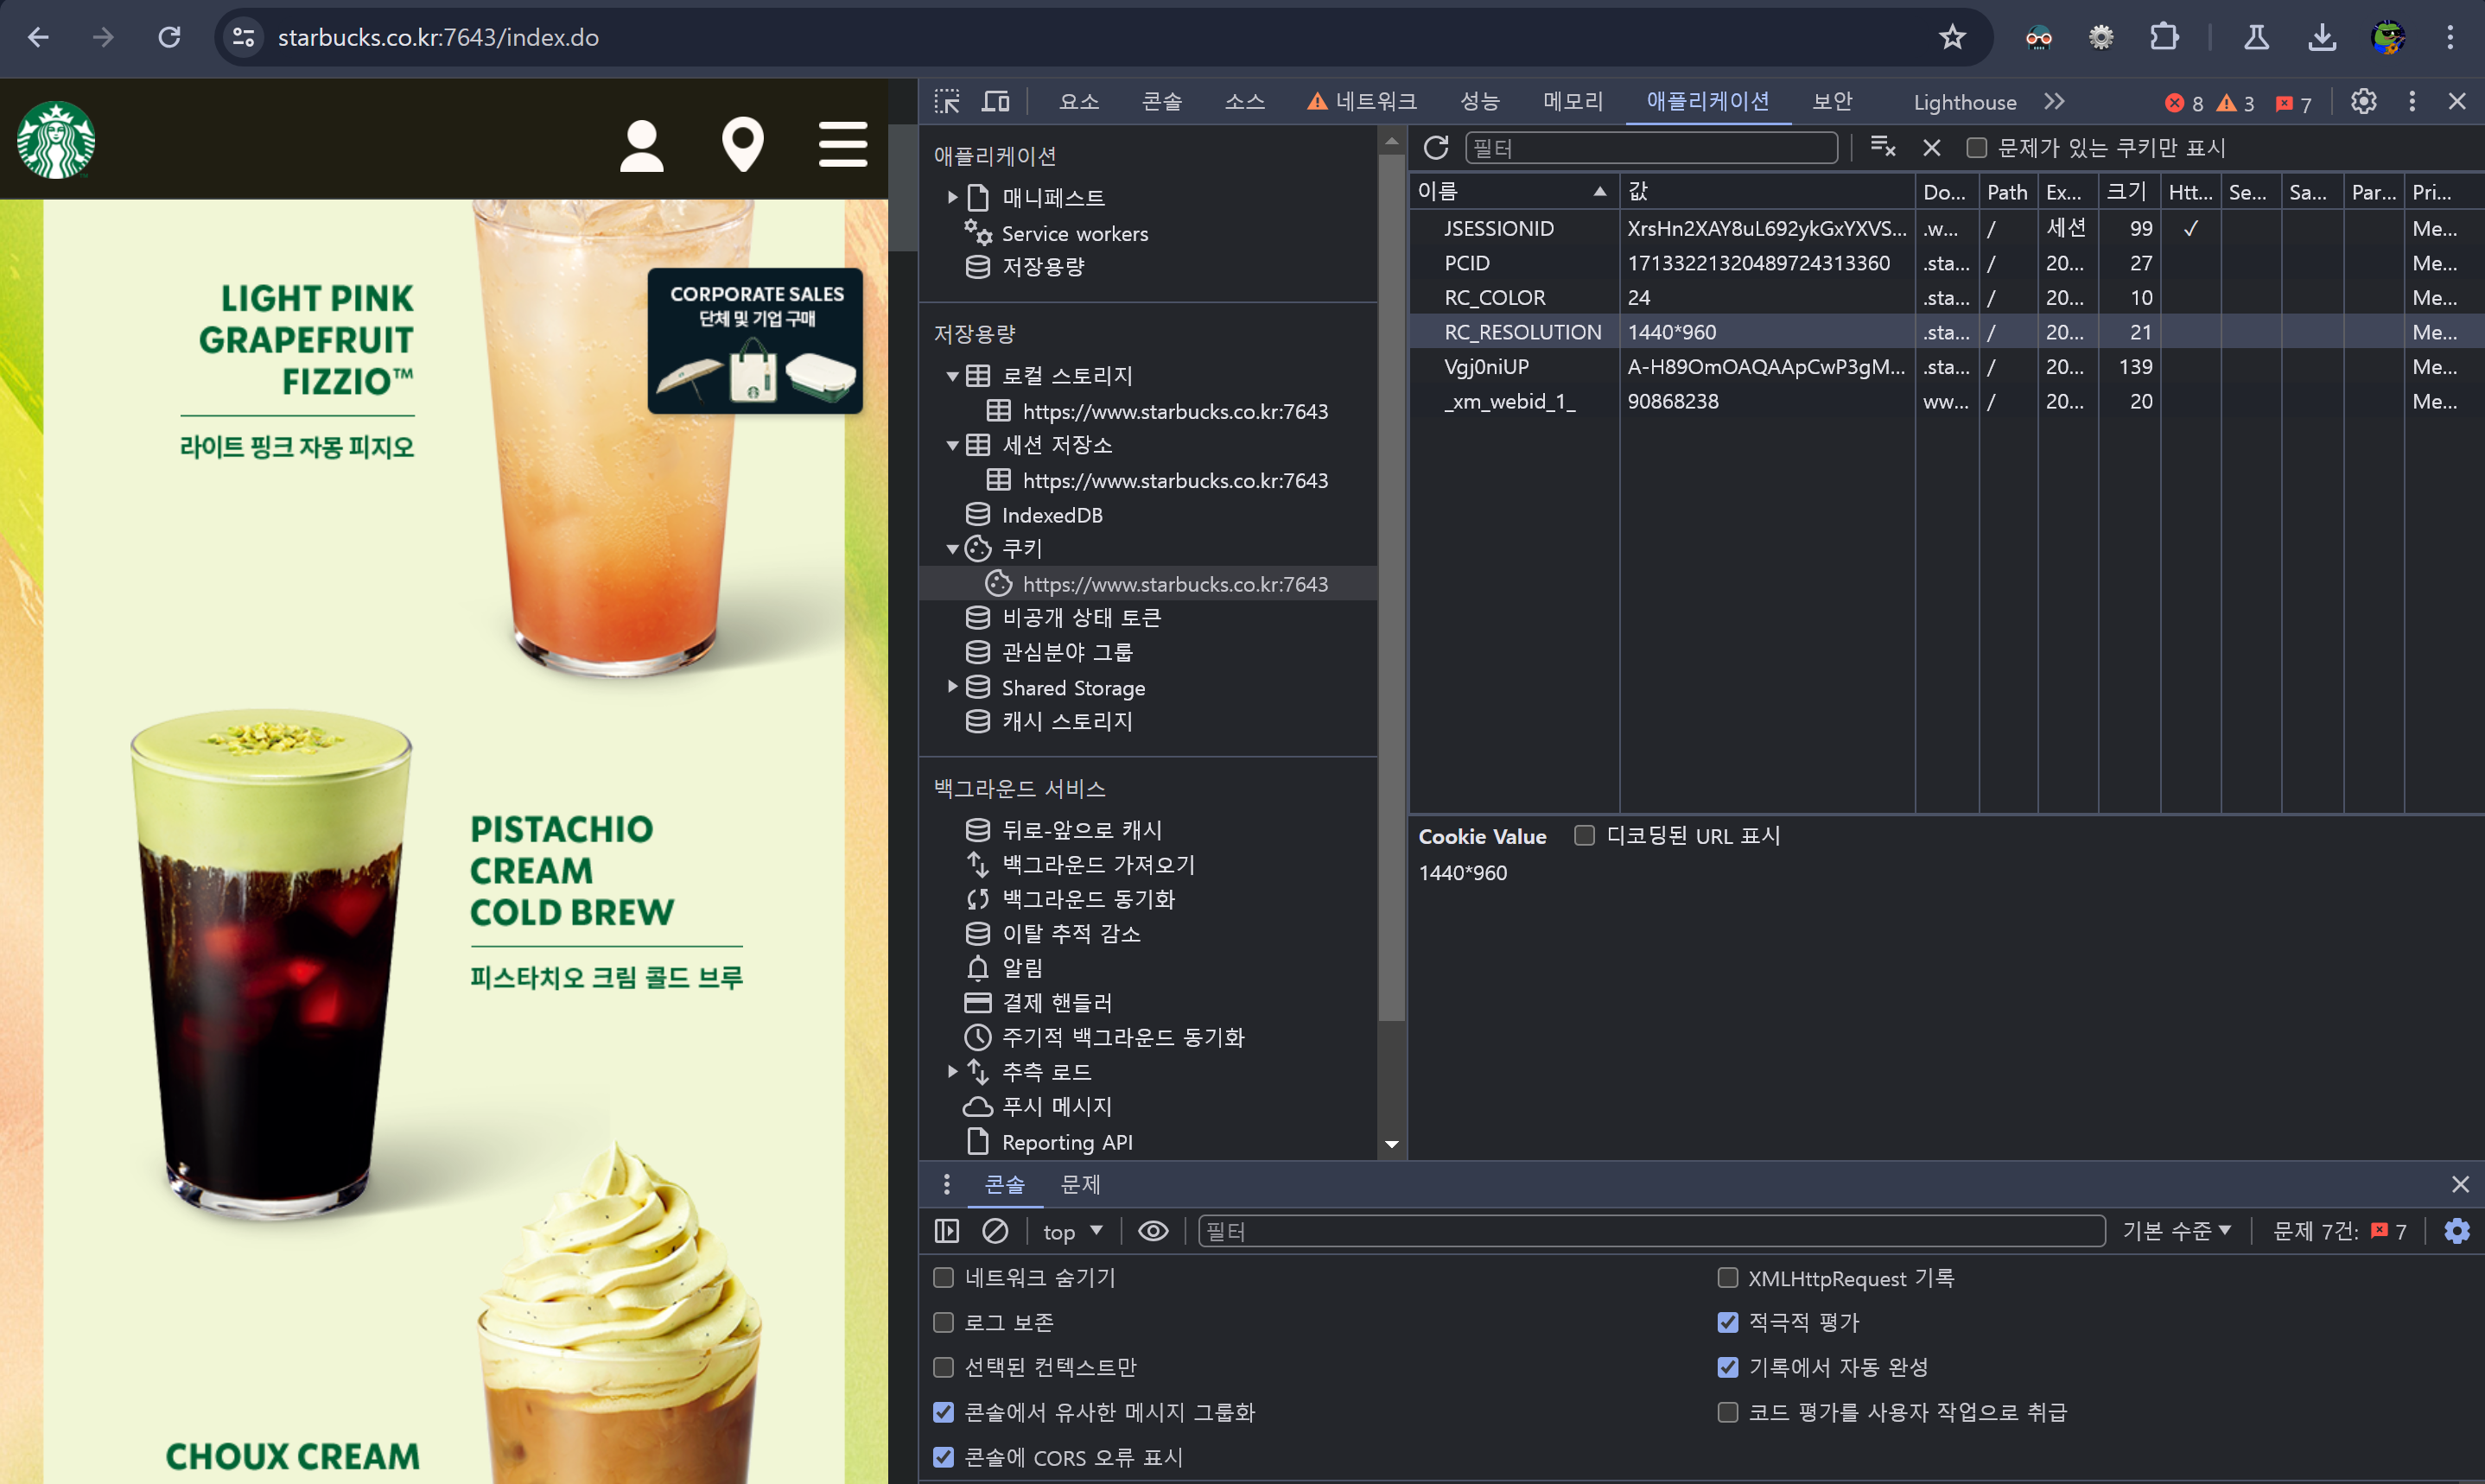 starbucks.co.kr:7643/index.do
LIGHT PINK
GRAPEFRUIT
FIZZIO™
라이트 핑크 자몽 피지오
CORPORATE SALES
단체 및 기업 구매
PISTACHIO
CREAM
COLD BREW
피스타치오 크림 콜드 브루
CHOUX CREAM
요소 콘솔 소스 네트워크 성능 메모리 애플리케이션 보안 Lighthouse 8 3 7
애플리케이션
매니페스트
Service workers
저장용량
저장용량
로컬 스토리지
https://www.starbucks.co.kr:7643
세션 저장소
https://www.starbucks.co.kr:7643
IndexedDB
쿠키
https://www.starbucks.co.kr:7643
비공개 상태 토큰
관심분야 그룹
Shared Storage
캐시 스토리지
백그라운드 서비스
뒤로-앞으로 캐시
백그라운드 가져오기
백그라운드 동기화
이탈 추적 감소
알림
결제 핸들러
주기적 백그라운드 동기화
추측 로드
푸시 메시지
Reporting API
필터 문제가 있는 쿠키만 표시
이름 값 Do... Path Ex... 크기 Htt... Se... Sa... Par... Pri...
JSESSIONID XrsHn2XAY8uL692ykGxYXVS... .w... / 세션 99 ✓ Me...
PCID 17133221320489724313360 .sta... / 20... 27 Me...
RC_COLOR 24 .sta... / 20... 10 Me...
RC_RESOLUTION 1440*960 .sta... / 20... 21 Me...
Vgj0niUP A-H89OmOAQAApCwP3gM... .sta... / 20... 139 Me...
_xm_webid_1_ 90868238 ww... / 20... 20 Me...
Cookie Value 디코딩된 URL 표시
1440*960
콘솔 문제
top 필터 기본 수준 문제 7건: 7
네트워크 숨기기 XMLHttpRequest 기록
로그 보존 적극적 평가
선택된 컨텍스트만 기록에서 자동 완성
콘솔에서 유사한 메시지 그룹화 코드 평가를 사용자 작업으로 취급
콘솔에 CORS 오류 표시